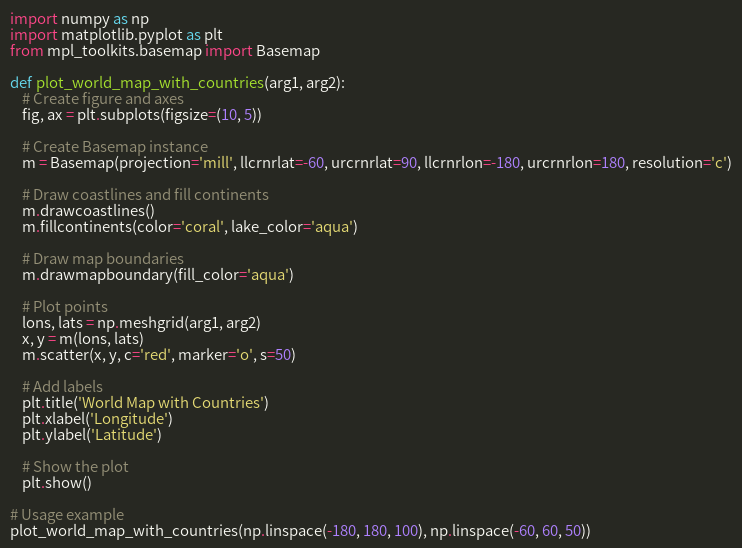 import numpy as np
import matplotlib.pyplot as plt
from mpl_toolkits.basemap import Basemap

def plot_world_map_with_countries(arg1, arg2):
    # Create figure and axes
    fig, ax = plt.subplots(figsize=(10, 5))

    # Create Basemap instance
    m = Basemap(projection='mill', llcrnrlat=-60, urcrnrlat=90, llcrnrlon=-180, urcrnrlon=180, resolution='c')

    # Draw coastlines and fill continents
    m.drawcoastlines()
    m.fillcontinents(color='coral', lake_color='aqua')

    # Draw map boundaries
    m.drawmapboundary(fill_color='aqua')

    # Plot points
    lons, lats = np.meshgrid(arg1, arg2)
    x, y = m(lons, lats)
    m.scatter(x, y, c='red', marker='o', s=50)

    # Add labels
    plt.title('World Map with Countries')
    plt.xlabel('Longitude')
    plt.ylabel('Latitude')

    # Show the plot
    plt.show()

# Usage example
plot_world_map_with_countries(np.linspace(-180, 180, 100), np.linspace(-60, 60, 50))